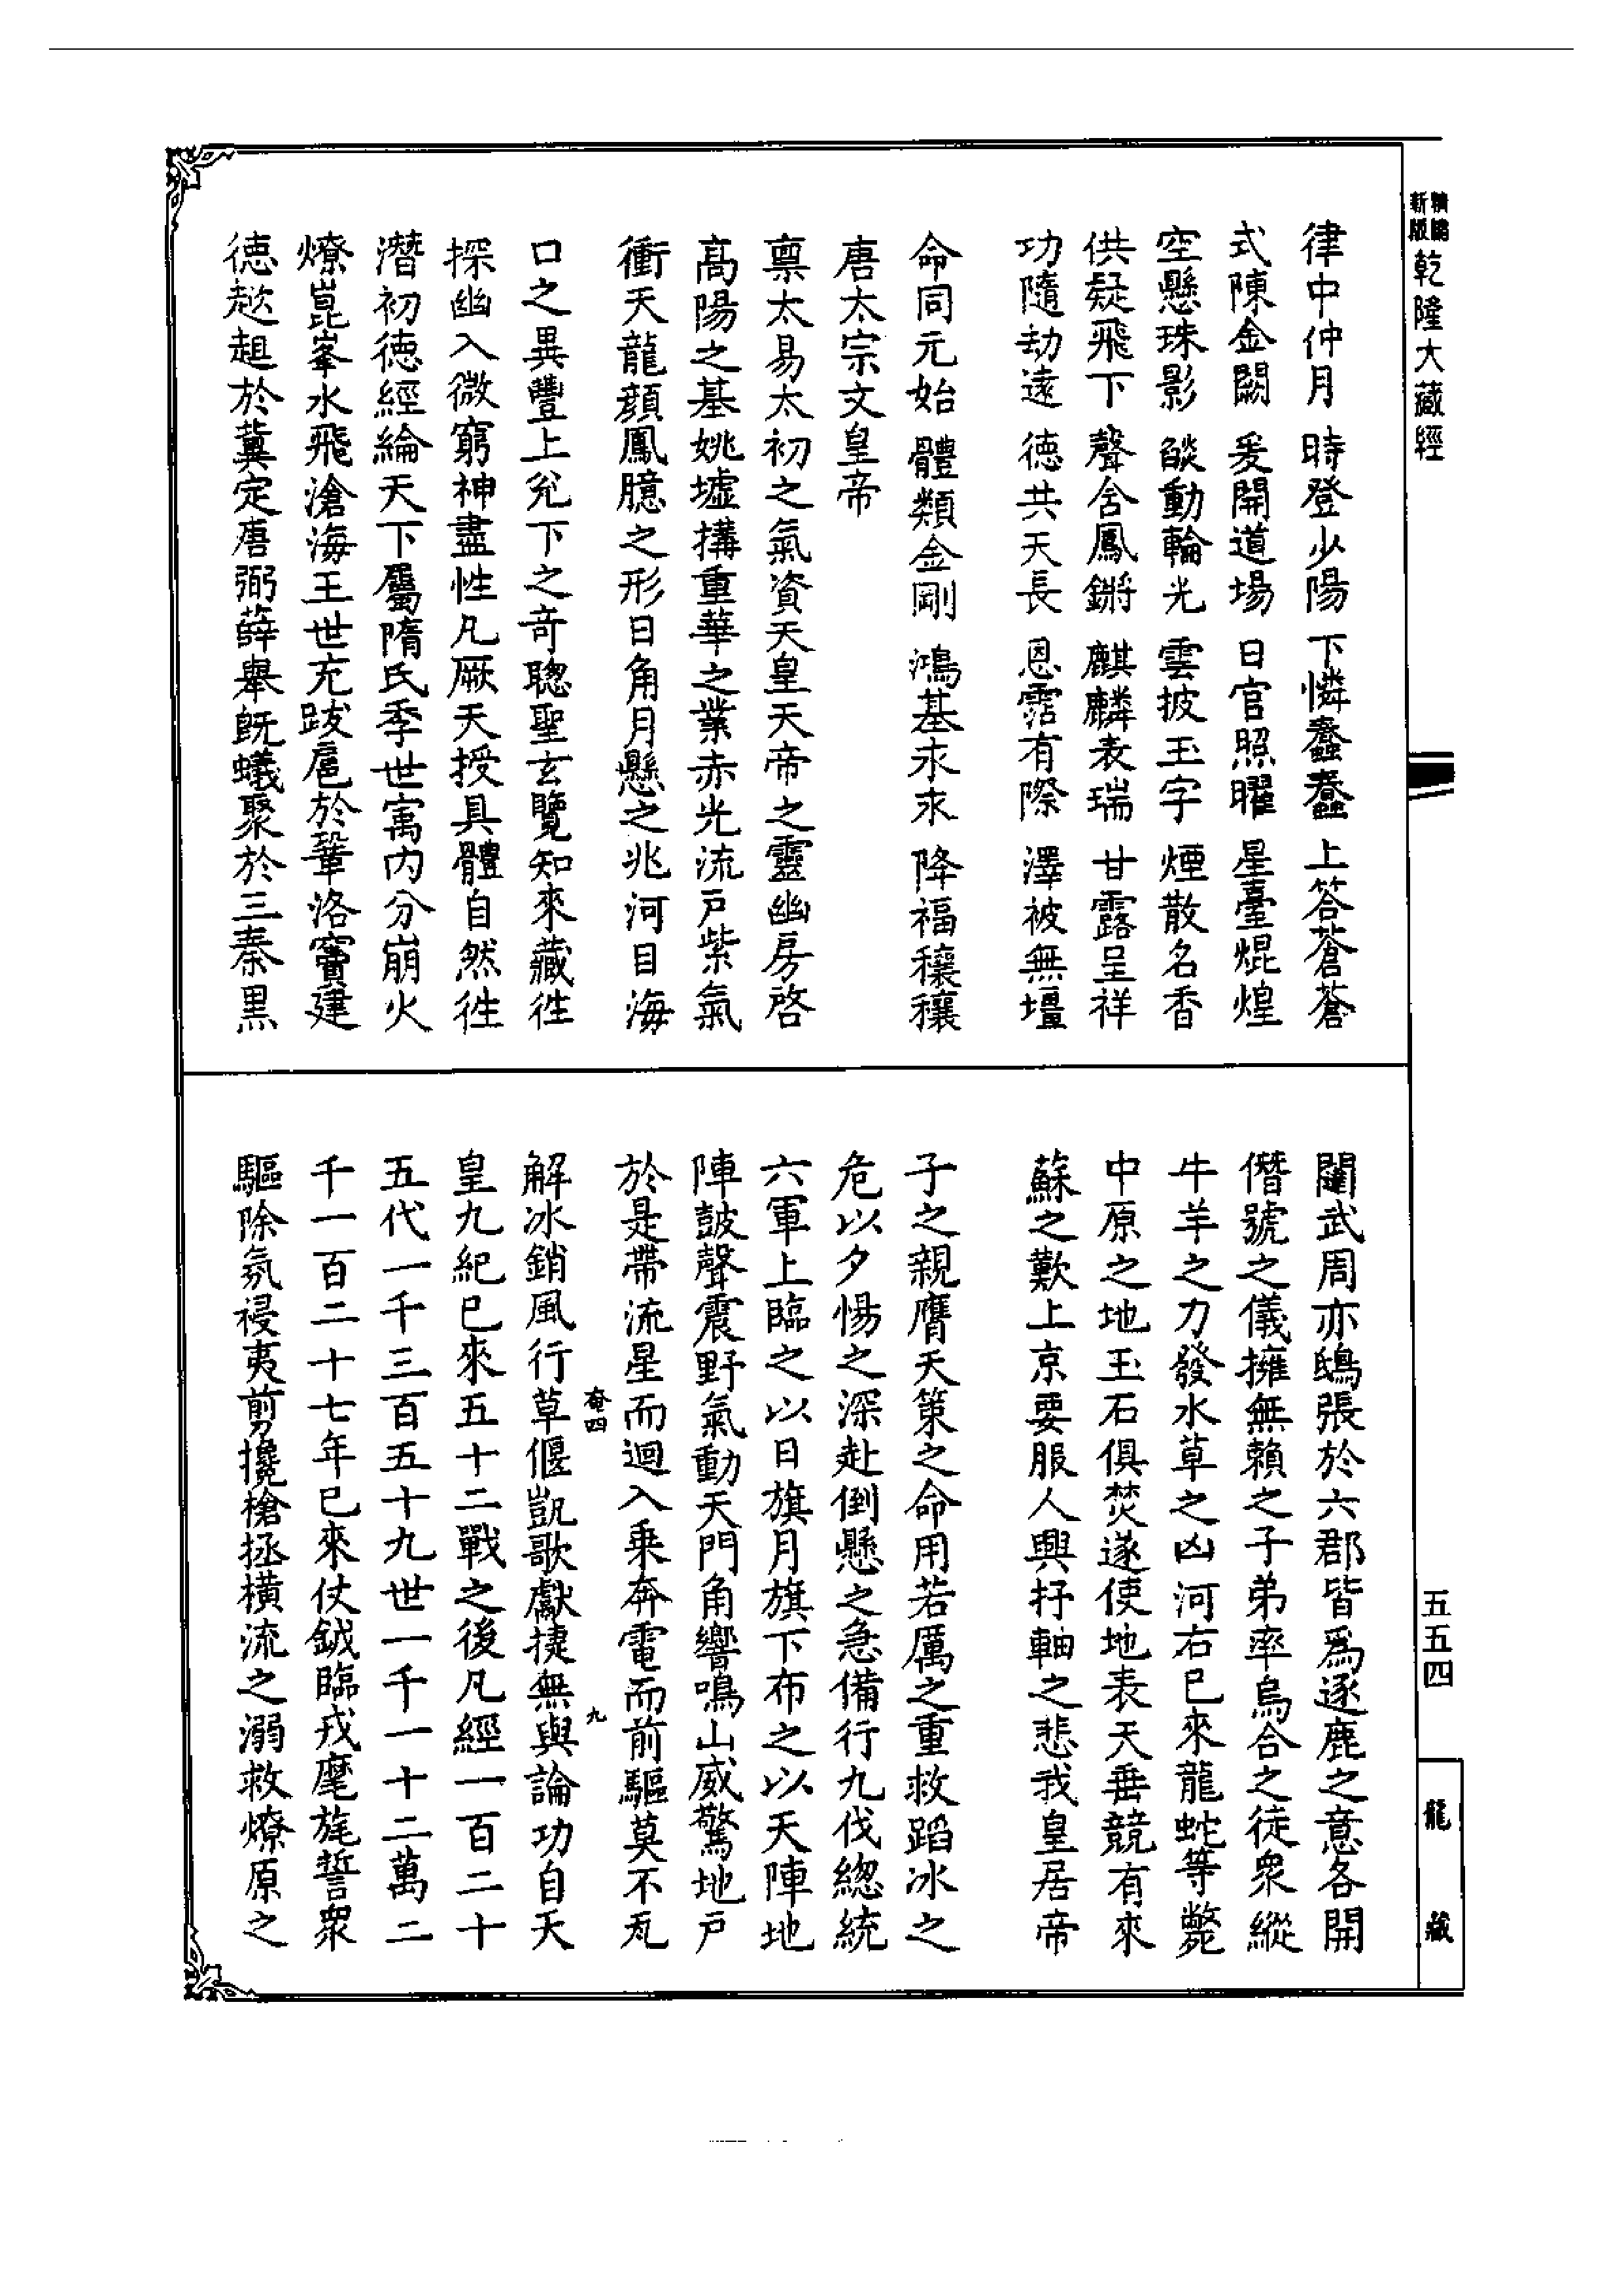 精編
新版
乾隆大藏經
律中仲月 時登少陽 下憐蠢蠢 上答蒼蒼
式陳金闕 爰開道場 日官照曜 星臺焜煌
空懸珠影 燄動輪光 雲披玉宇 煙散名香
供疑飛下 聲含鳳鏘 麒麟表瑞 甘露呈祥
功隨劫遠 德共天長 恩霑有際 澤被無壃
命同元始 體類金剛 鴻基永永 降福穰穰
唐太宗文皇帝
稟太易太初之氣資天皇天帝之靈幽房啓
高陽之基姚墟搆重華之業赤光流戶紫氣
衝天龍顏鳳臆之形日角月懸之兆河目海
口之異豐上兊下之奇聰聖玄覽知來藏徃
探幽入微窮神盡性凡厥天授具體自然徃
潛初德經綸天下屬隋氏季世寓內分崩火
燎崑峯水飛滄海王世充跋扈於鞏洛竇建
德趑趄於冀定唐弼薛舉旣蟻聚於三秦黑
闥武周亦鴟張於六郡皆爲逐鹿之意各開
僭號之儀擁無賴之子弟率烏合之徒衆縱
牛羊之力發水草之凶河右已來龍蛇等斃
中原之地玉石俱焚遂使地表天垂競有來
蘇之歎上京要服人興抒軸之悲我皇居帝
子之親膺天策之命用若厲之重救蹈冰之
危以夕惕之深赴倒懸之急備行九伐總統
六軍上臨之以日旗月旗下布之以天陣地
陣鼓聲震野氣動天門角響鳴山威驚地戶
於是帶流星而迴入乗奔電而前驅莫不瓦
解冰銷風行草偃凱歌獻捷無與論功自天
皇九紀已來五十二戰之後凡經一百二十
五代一千三百五十九世一千一十二萬二
千一百二十七年已來仗鉞臨戎麾旄誓衆
驅除氛祲夷剪攙槍拯橫流之溺救燎原之
奄四
九
五五四
龍藏